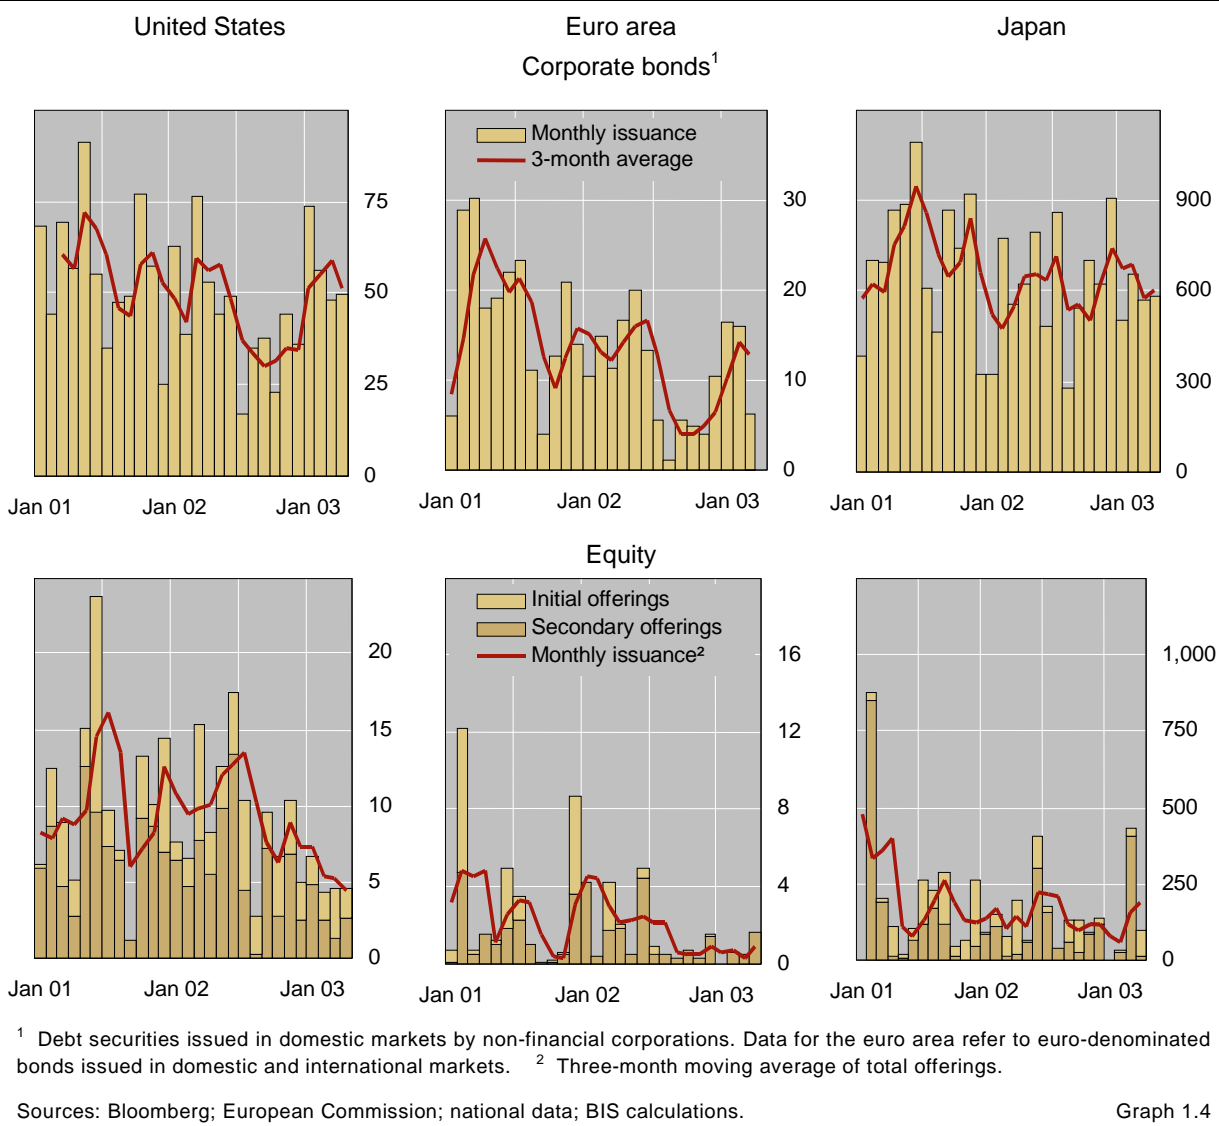 United States
Euro area
Japan
Corporate bonds¹
Monthly issuance
3-month average
75
50
25
0
Jan 01
Jan 02
Jan 03
30
20
10
0
Jan 01
Jan 02
Jan 03
900
600
300
0
Jan 01
Jan 02
Jan 03
Equity
Initial offerings
Secondary offerings
Monthly issuance²
20
15
10
5
0
Jan 01
Jan 02
Jan 03
16
12
8
4
0
Jan 01
Jan 02
Jan 03
1,000
750
500
250
0
Jan 01
Jan 02
Jan 03
¹ Debt securities issued in domestic markets by non-financial corporations. Data for the euro area refer to euro-denominated
bonds issued in domestic and international markets. ² Three-month moving average of total offerings.
Sources: Bloomberg; European Commission; national data; BIS calculations.
Graph 1.4